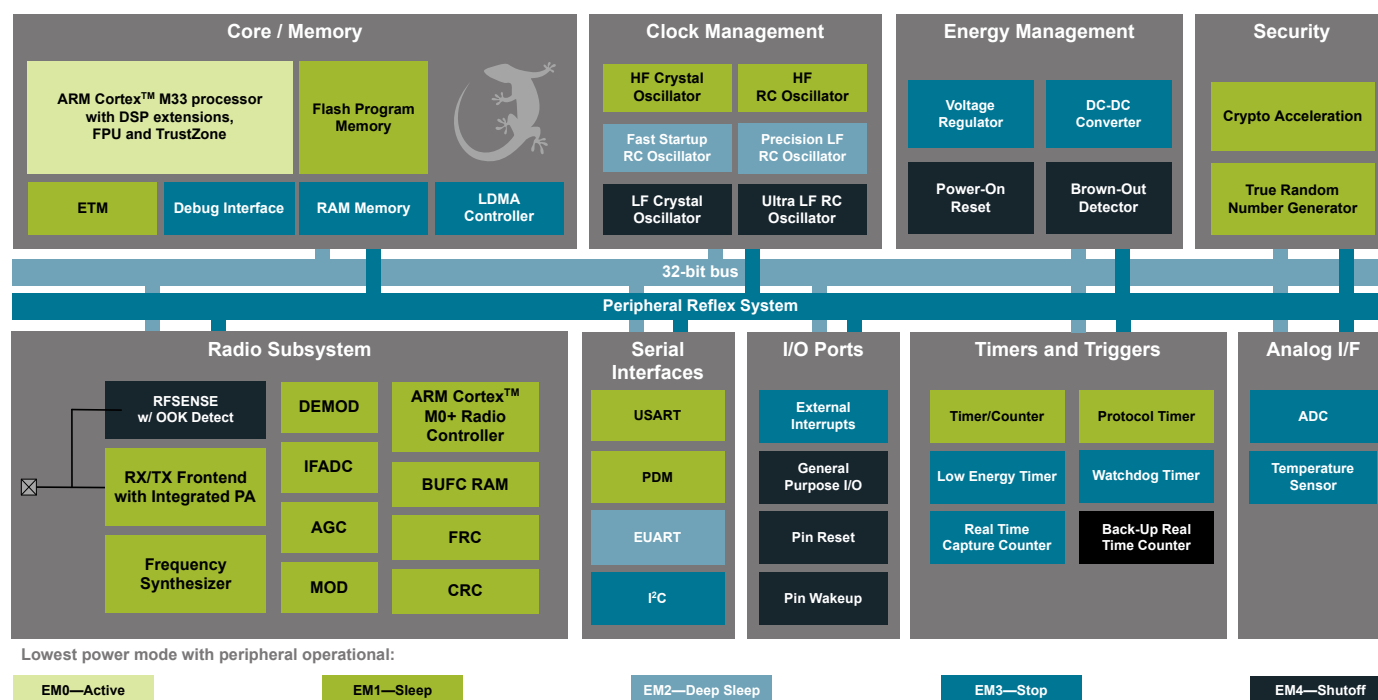 Core / Memory
ARM Cortex™ M33 processor
with DSP extensions,
FPU and TrustZone
Flash Program
Memory
ETM
Debug Interface
RAM Memory
LDMA
Controller
Clock Management
HF Crystal
Oscillator
HF
RC Oscillator
Fast Startup
RC Oscillator
Precision LF
RC Oscillator
LF Crystal
Oscillator
Ultra LF RC
Oscillator
Energy Management
Voltage
Regulator
DC-DC
Converter
Power-On
Reset
Brown-Out
Detector
Security
Crypto Acceleration
True Random
Number Generator
32-bit bus
Peripheral Reflex System
Radio Subsystem
RFSENSE
w/ OOK Detect
RX/TX Frontend
with Integrated PA
Frequency
Synthesizer
DEMOD
IFADC
AGC
MOD
ARM Cortex™
M0+ Radio
Controller
BUFC RAM
FRC
CRC
Serial
Interfaces
USART
PDM
EUART
I²C
I/O Ports
External
Interrupts
General
Purpose I/O
Pin Reset
Pin Wakeup
Timers and Triggers
Timer/Counter
Protocol Timer
Low Energy Timer
Watchdog Timer
Real Time
Capture Counter
Back-Up Real
Time Counter
Analog I/F
ADC
Temperature
Sensor
Lowest power mode with peripheral operational:
EM0—Active
EM1—Sleep
EM2—Deep Sleep
EM3—Stop
EM4—Shutoff